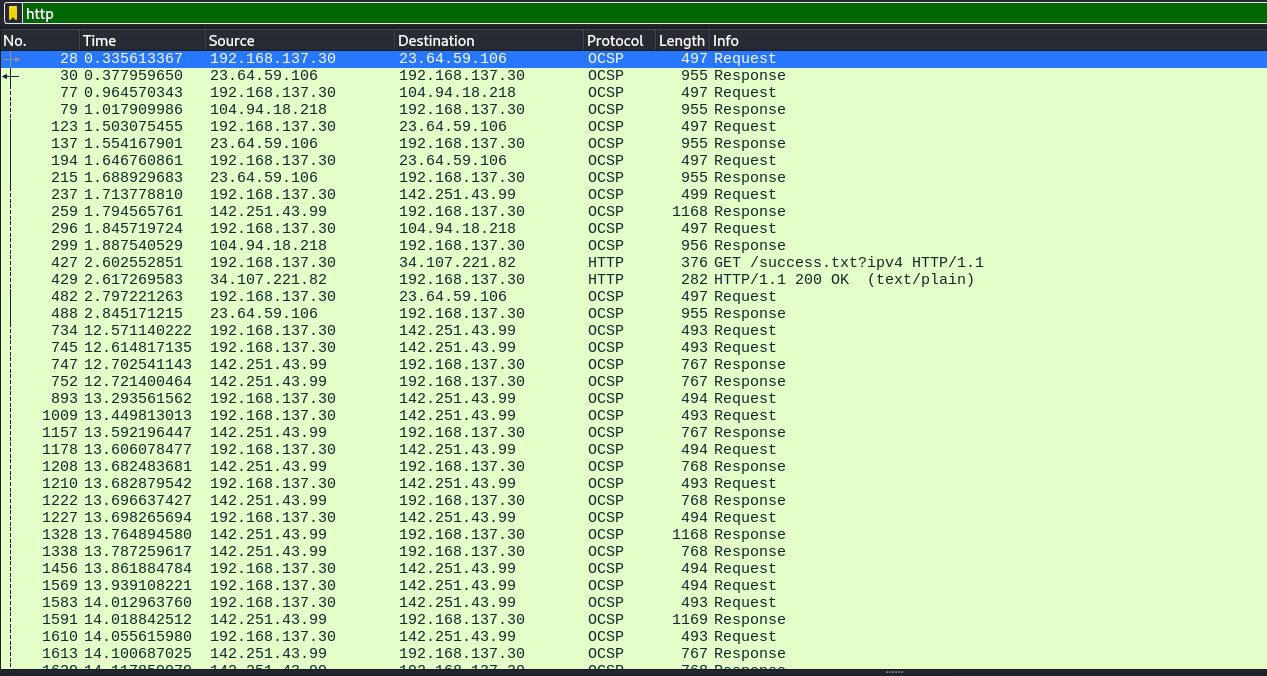 http
No. Time Source Destination Protocol Length Info
28 0.335613367 192.168.137.30 23.64.59.106 OCSP 497 Request
30 0.377959650 23.64.59.106 192.168.137.30 OCSP 955 Response
77 0.964570343 192.168.137.30 104.94.18.218 OCSP 497 Request
79 1.017909986 104.94.18.218 192.168.137.30 OCSP 955 Response
123 1.503075455 192.168.137.30 23.64.59.106 OCSP 497 Request
137 1.554167901 23.64.59.106 192.168.137.30 OCSP 955 Response
194 1.646760861 192.168.137.30 23.64.59.106 OCSP 497 Request
215 1.688929683 23.64.59.106 192.168.137.30 OCSP 955 Response
237 1.713778810 192.168.137.30 142.251.43.99 OCSP 499 Request
259 1.794565761 142.251.43.99 192.168.137.30 OCSP 1168 Response
296 1.845719724 192.168.137.30 104.94.18.218 OCSP 497 Request
299 1.887540529 104.94.18.218 192.168.137.30 OCSP 956 Response
427 2.602552851 192.168.137.30 34.107.221.82 HTTP 376 GET /success.txt?ipv4 HTTP/1.1
429 2.617269583 34.107.221.82 192.168.137.30 HTTP 282 HTTP/1.1 200 OK  (text/plain)
482 2.797221263 192.168.137.30 23.64.59.106 OCSP 497 Request
488 2.845171215 23.64.59.106 192.168.137.30 OCSP 955 Response
734 12.571140222 192.168.137.30 142.251.43.99 OCSP 493 Request
745 12.614817135 192.168.137.30 142.251.43.99 OCSP 493 Request
747 12.702541143 142.251.43.99 192.168.137.30 OCSP 767 Response
752 12.721400464 142.251.43.99 192.168.137.30 OCSP 767 Response
893 13.293561562 192.168.137.30 142.251.43.99 OCSP 494 Request
1009 13.449813013 192.168.137.30 142.251.43.99 OCSP 493 Request
1157 13.592196447 142.251.43.99 192.168.137.30 OCSP 767 Response
1178 13.606078477 192.168.137.30 142.251.43.99 OCSP 494 Request
1208 13.682483681 142.251.43.99 192.168.137.30 OCSP 768 Response
1210 13.682879542 192.168.137.30 142.251.43.99 OCSP 493 Request
1222 13.696637427 142.251.43.99 192.168.137.30 OCSP 768 Response
1227 13.698265694 192.168.137.30 142.251.43.99 OCSP 494 Request
1328 13.764894580 142.251.43.99 192.168.137.30 OCSP 1168 Response
1338 13.787259617 142.251.43.99 192.168.137.30 OCSP 768 Response
1456 13.861884784 192.168.137.30 142.251.43.99 OCSP 494 Request
1569 13.939108221 192.168.137.30 142.251.43.99 OCSP 494 Request
1583 14.012963760 192.168.137.30 142.251.43.99 OCSP 493 Request
1591 14.018842512 142.251.43.99 192.168.137.30 OCSP 1169 Response
1610 14.055615980 192.168.137.30 142.251.43.99 OCSP 493 Request
1613 14.100687025 142.251.43.99 192.168.137.30 OCSP 767 Response
142.251.43.99 192.168.137.30 OCSP 768 Response